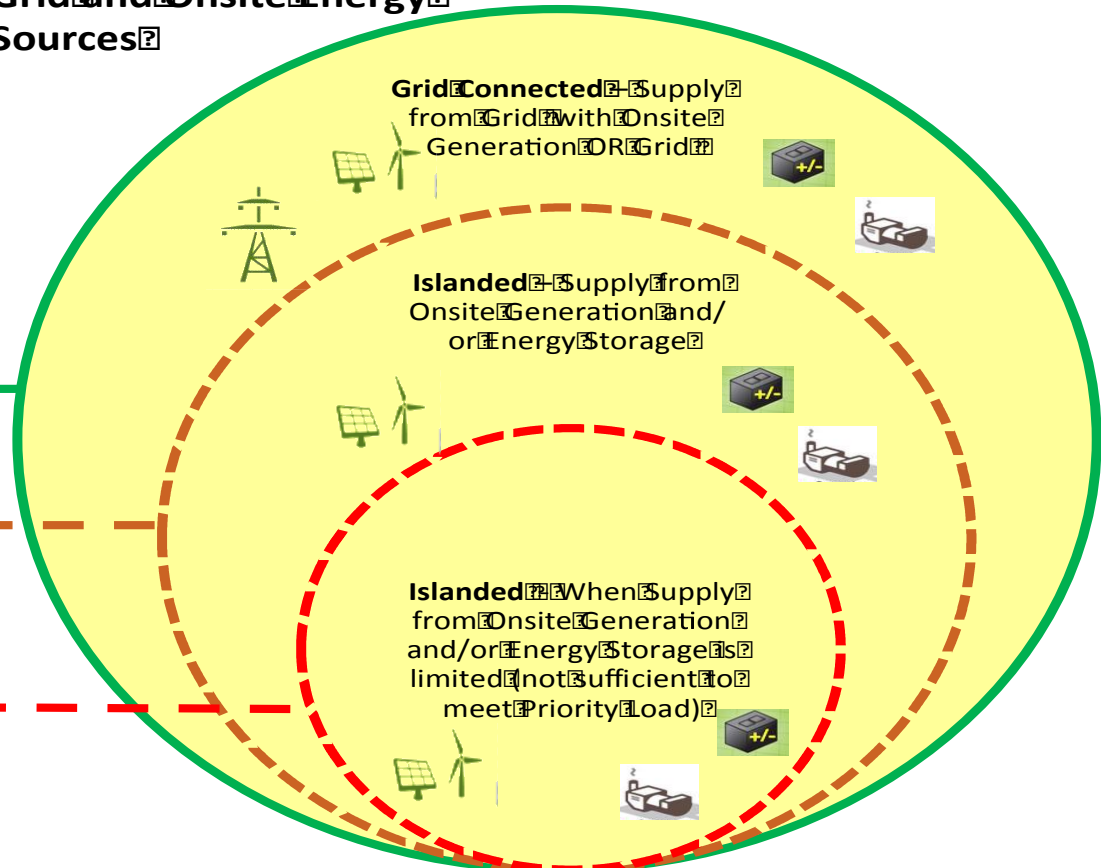 Grid and Onsite Energy
Sources
Grid Connected – Supply
from Grid with Onsite
Generation OR Grid
+/-
Islanded – Supply from
Onsite Generation and/
or Energy Storage
+/-
Islanded – When Supply
from Onsite Generation
and/or Energy Storage is
limited (not sufficient to
meet Priority Load)
+/-